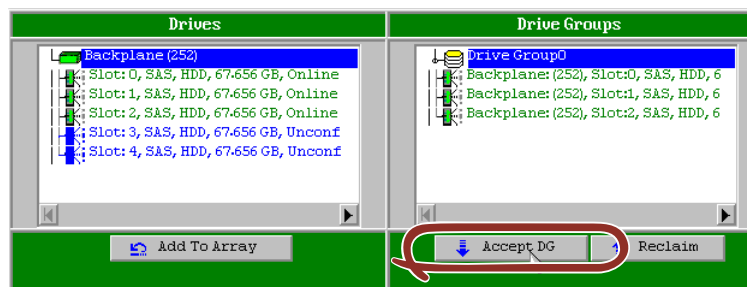 Drives
Backplane (252)
Slot: 0, SAS, HDD, 67.656 GB, Online
Slot: 1, SAS, HDD, 67.656 GB, Online
Slot: 2, SAS, HDD, 67.656 GB, Online
Slot: 3, SAS, HDD, 67.656 GB, Unconf
Slot: 4, SAS, HDD, 67.656 GB, Unconf
Add To Array
Drive Groups
Drive Group0
Backplane: (252), Slot:0, SAS, HDD, 6
Backplane: (252), Slot:1, SAS, HDD, 6
Backplane: (252), Slot:2, SAS, HDD, 6
Accept DG
Reclaim